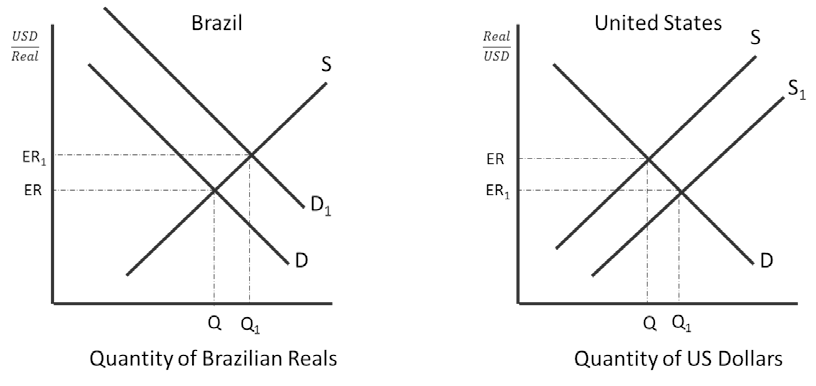 Brazil
USD
Real
S
ER₁
ER
D₁
D
Q Q₁
Quantity of Brazilian Reals
United States
Real
USD
S
S₁
ER
ER₁
D
Q Q₁
Quantity of US Dollars